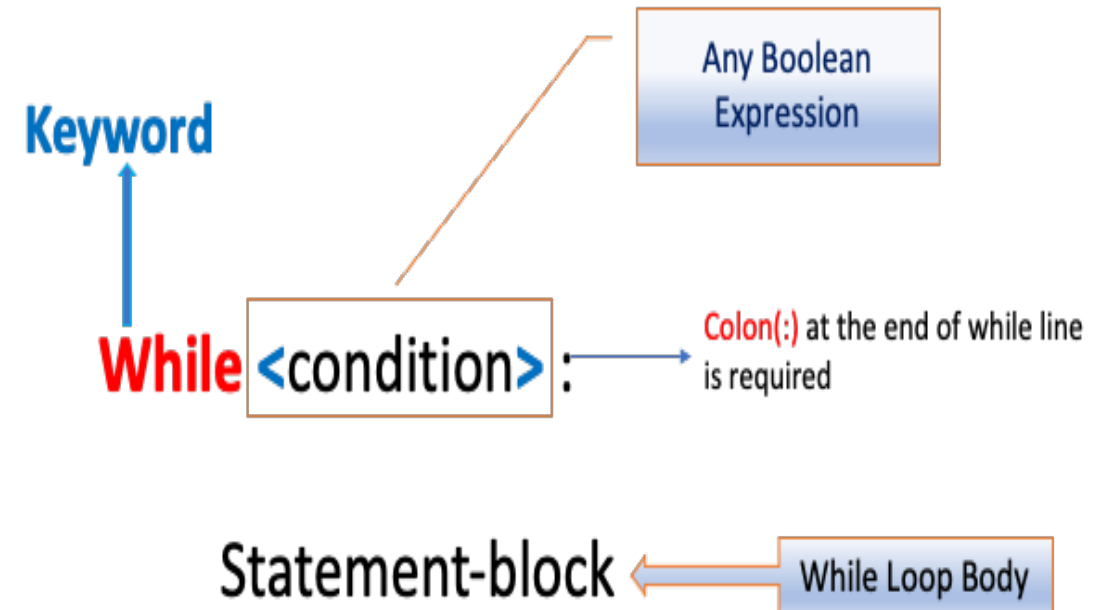 Any Boolean
Expression
Keyword
While <condition> :
Colon(:) at the end of while line
is required
Statement-block
While Loop Body